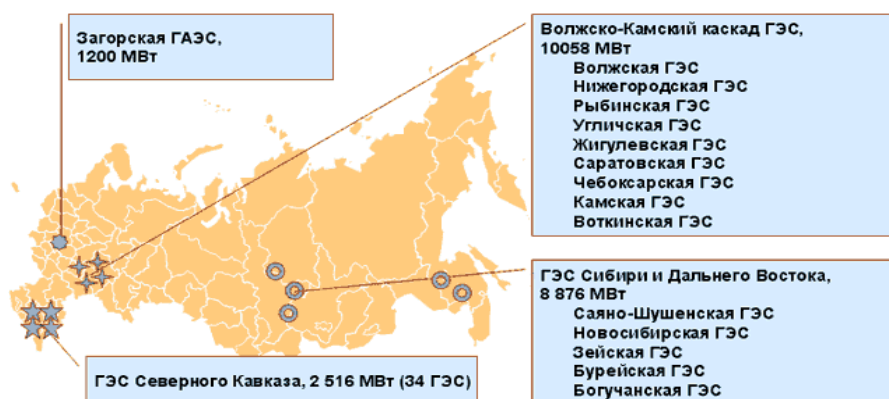 Загорская ГАЭС,
1200 МВт
Волжско-Камский каскад ГЭС,
10058 МВт
Волжская ГЭС
Нижегородская ГЭС
Рыбинская ГЭС
Угличская ГЭС
Жигулевская ГЭС
Саратовская ГЭС
Чебоксарская ГЭС
Камская ГЭС
Воткинская ГЭС
ГЭС Сибири и Дальнего Востока,
8 876 МВт
Саяно-Шушенская ГЭС
Новосибирская ГЭС
Зейская ГЭС
Бурейская ГЭС
Богучанская ГЭС
ГЭС Северного Кавказа, 2 516 МВт (34 ГЭС)